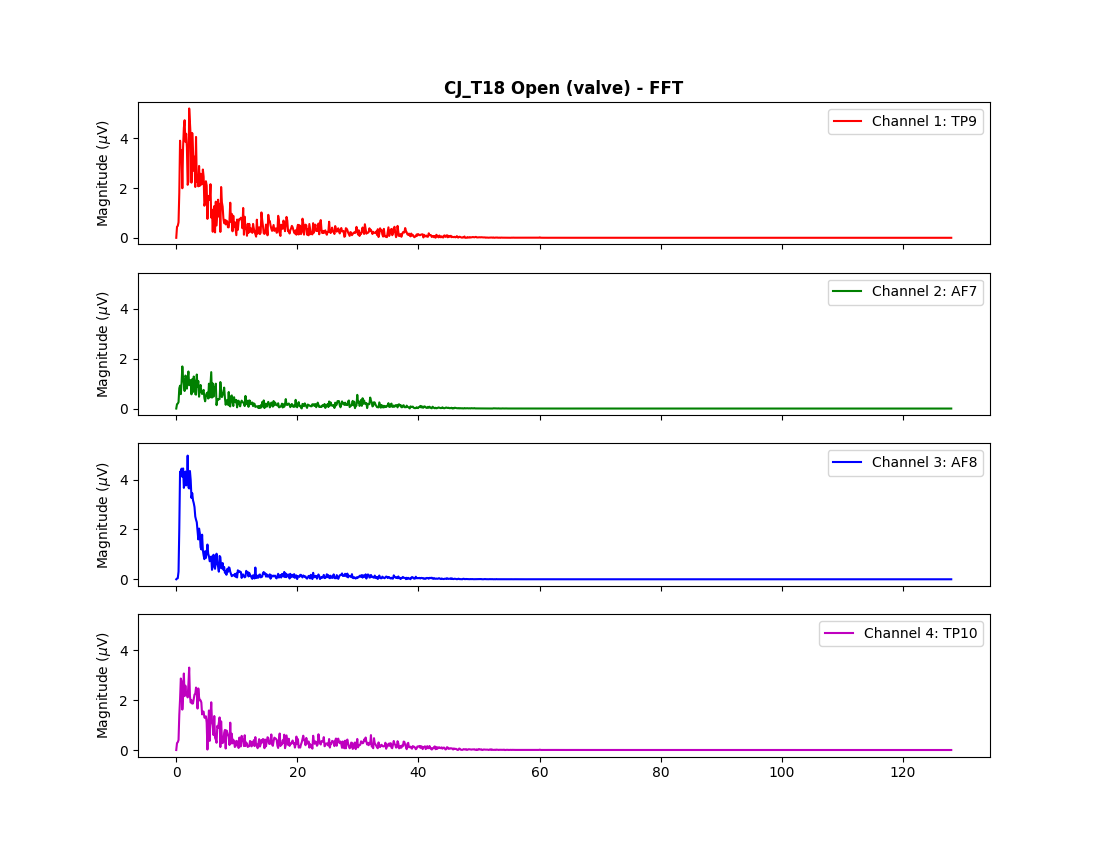 CJ_T18 Open (valve) - FFT
Magnitude (μV)
4
2
0
Channel 1: TP9
Magnitude (μV)
4
2
0
Channel 2: AF7
Magnitude (μV)
4
2
0
Channel 3: AF8
Magnitude (μV)
4
2
0
Channel 4: TP10
0 20 40 60 80 100 120